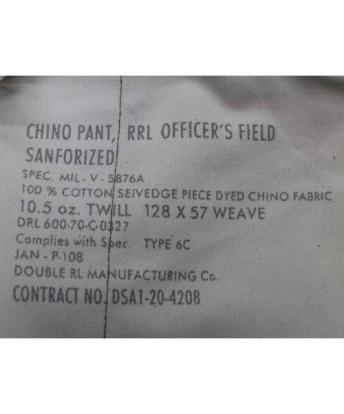 CHINO PANT, RRL OFFICER'S FIELD
SANFORIZED
SPEC. MIL - V - 5876A
100 % COTTON SEIVEDGE PIECE DYED CHINO FABRIC
10.5 oz. TWILL 128 X 57 WEAVE
DRL 600-70-C-0327
Complies with Spec. TYPE 6C
JAN - P-108
DOUBLE RL MANUFACTURING Co.
CONTRACT NO. DSA1-20-4208